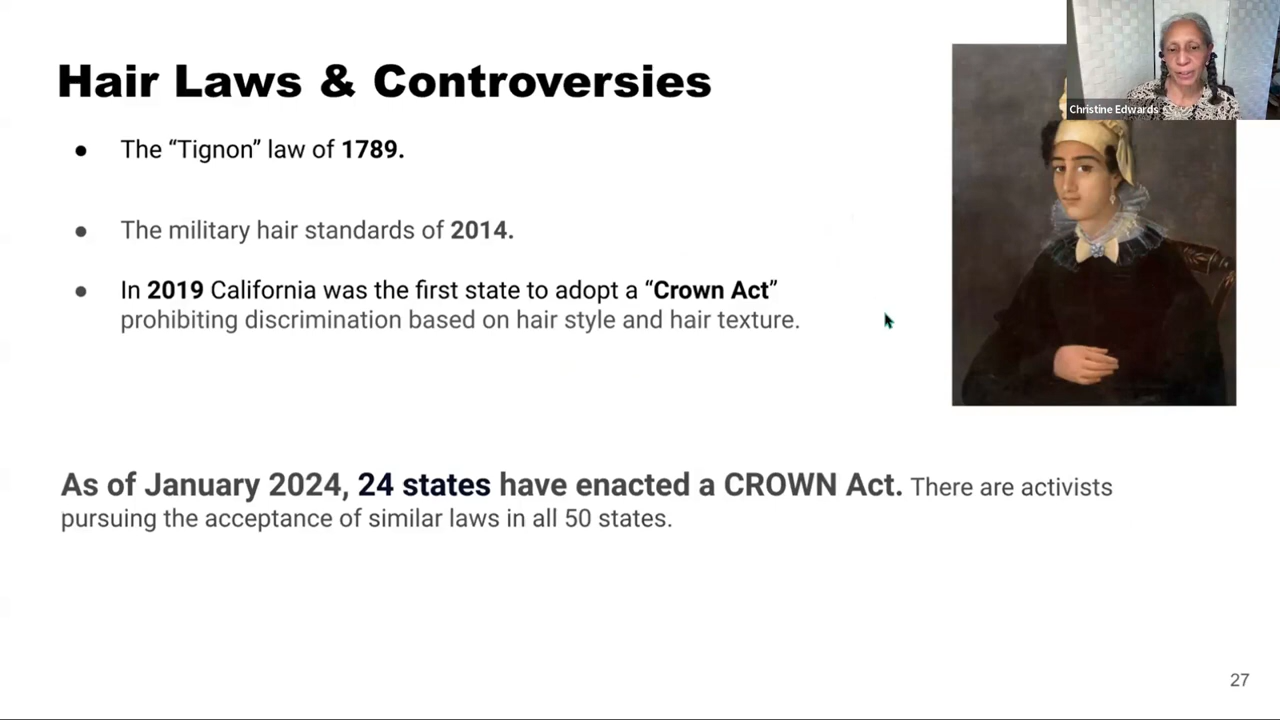 Hair Laws & Controversies
Christine Edwards
● The “Tignon” law of 1789.
● The military hair standards of 2014.
● In 2019 California was the first state to adopt a “Crown Act”
prohibiting discrimination based on hair style and hair texture.
As of January 2024, 24 states have enacted a CROWN Act. There are activists
pursuing the acceptance of similar laws in all 50 states.
27